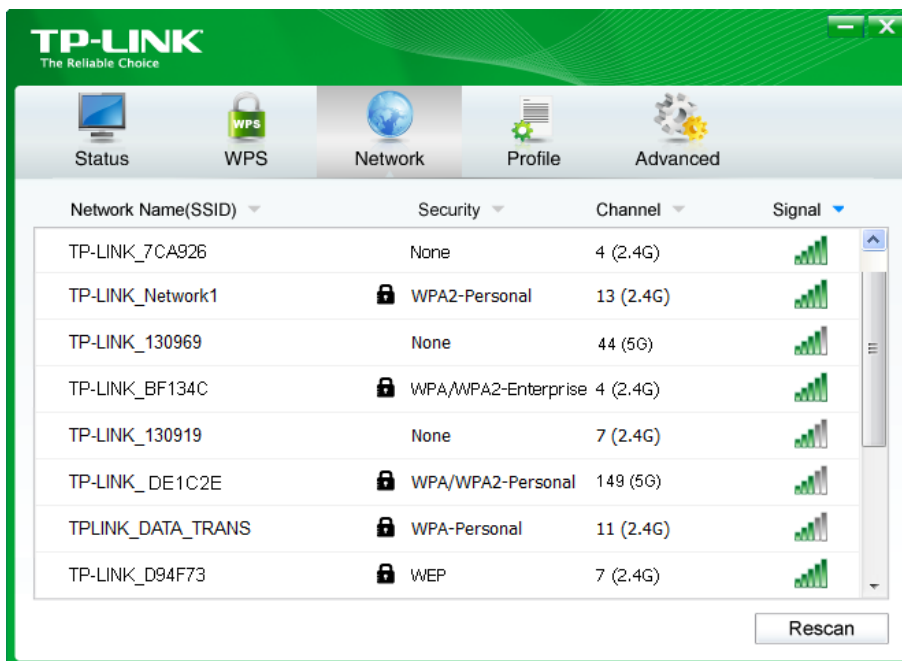 TP-LINK
The Reliable Choice
Status WPS Network Profile Advanced
WPS
Network Name(SSID) Security Channel Signal
TP-LINK_7CA926 None 4 (2.4G)
TP-LINK_Network1 WPA2-Personal 13 (2.4G)
TP-LINK_130969 None 44 (5G)
TP-LINK_BF134C WPA/WPA2-Enterprise 4 (2.4G)
TP-LINK_130919 None 7 (2.4G)
TP-LINK_ DE1C2E WPA/WPA2-Personal 149 (5G)
TPLINK_DATA_TRANS WPA-Personal 11 (2.4G)
TP-LINK_D94F73 WEP 7 (2.4G)
Rescan